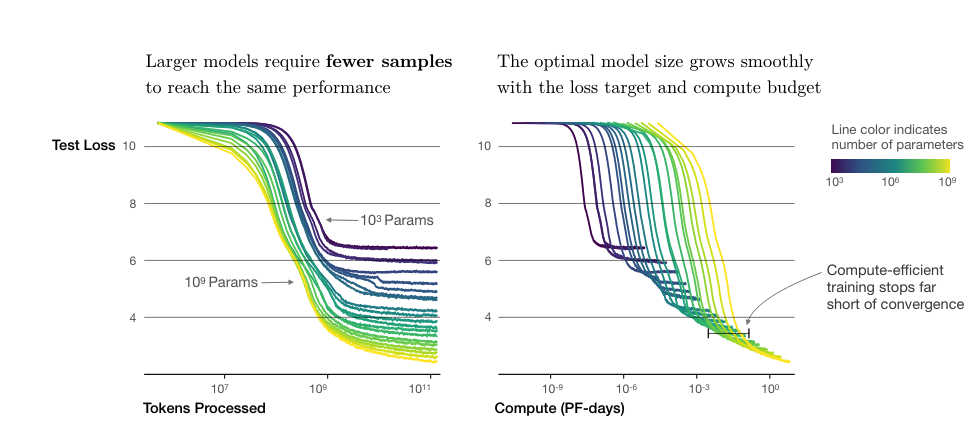 Larger models require fewer samples
to reach the same performance
The optimal model size grows smoothly
with the loss target and compute budget
Test Loss
10
8
6
4
10³ Params
10⁹ Params
10⁷
10⁹
10¹¹
Tokens Processed
10
8
6
4
10⁻⁹
10⁻⁶
10⁻³
10⁰
Compute (PF-days)
Line color indicates
number of parameters
10³
10⁶
10⁹
Compute-efficient
training stops far
short of convergence